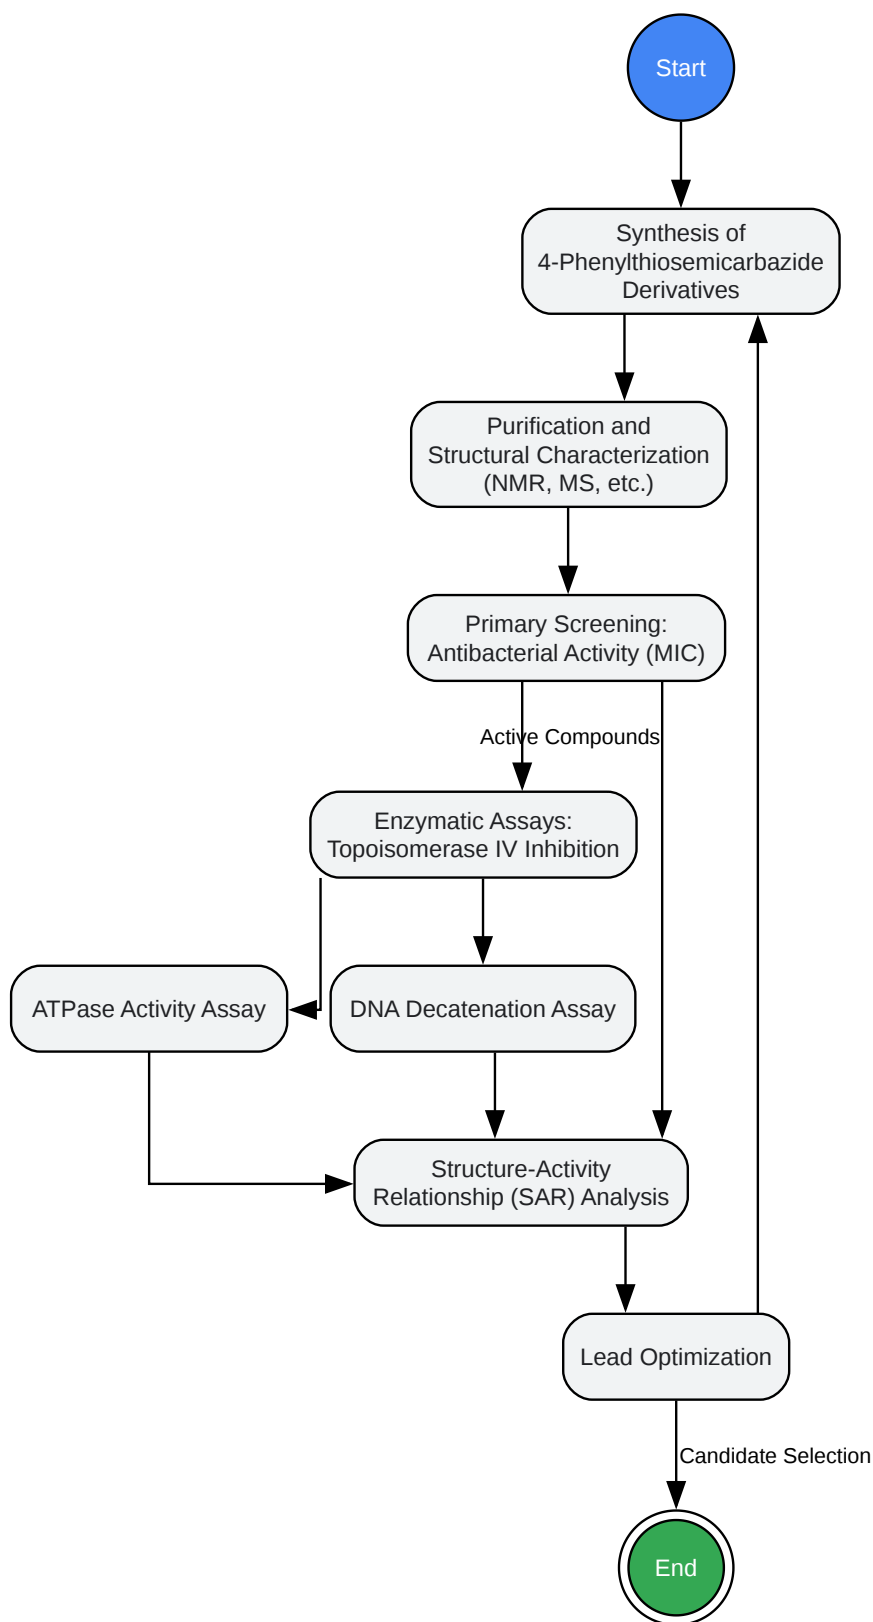 Start
Synthesis of
4-Phenylthiosemicarbazide
Derivatives
Purification and
Structural Characterization
(NMR, MS, etc.)
Primary Screening:
Antibacterial Activity (MIC)
Active Compounds
Enzymatic Assays:
Topoisomerase IV Inhibition
ATPase Activity Assay
DNA Decatenation Assay
Structure-Activity
Relationship (SAR) Analysis
Lead Optimization
Candidate Selection
End